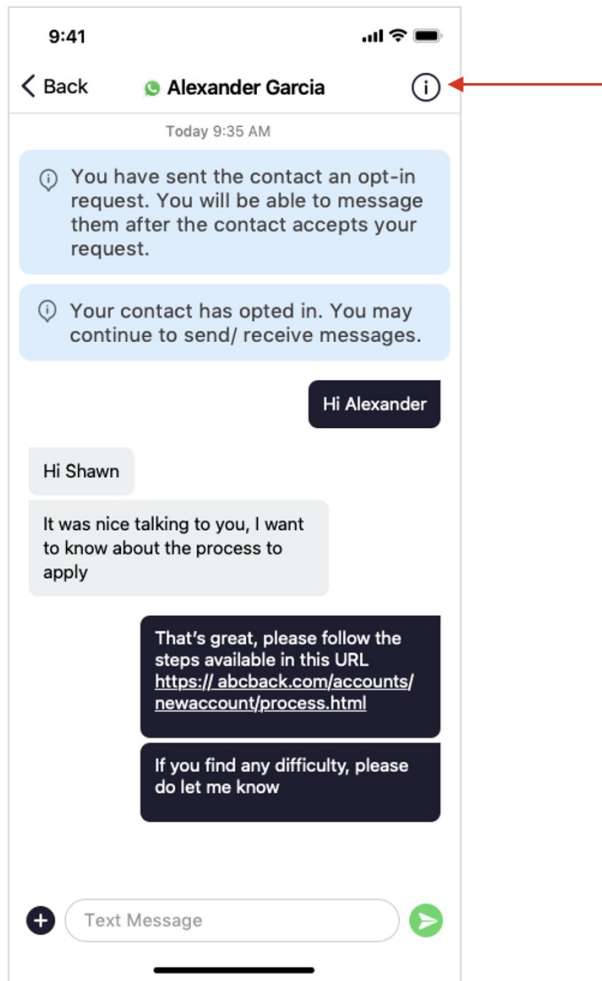 9:41
Back
Alexander Garcia
Today 9:35 AM
You have sent the contact an opt-in
request. You will be able to message
them after the contact accepts your
request.
Your contact has opted in. You may
continue to send/ receive messages.
Hi Alexander
Hi Shawn
It was nice talking to you, I want
to know about the process to
apply
That's great, please follow the
steps available in this URL
https:// abcback.com/accounts/
newaccount/process.html
If you find any difficulty, please
do let me know
Text Message